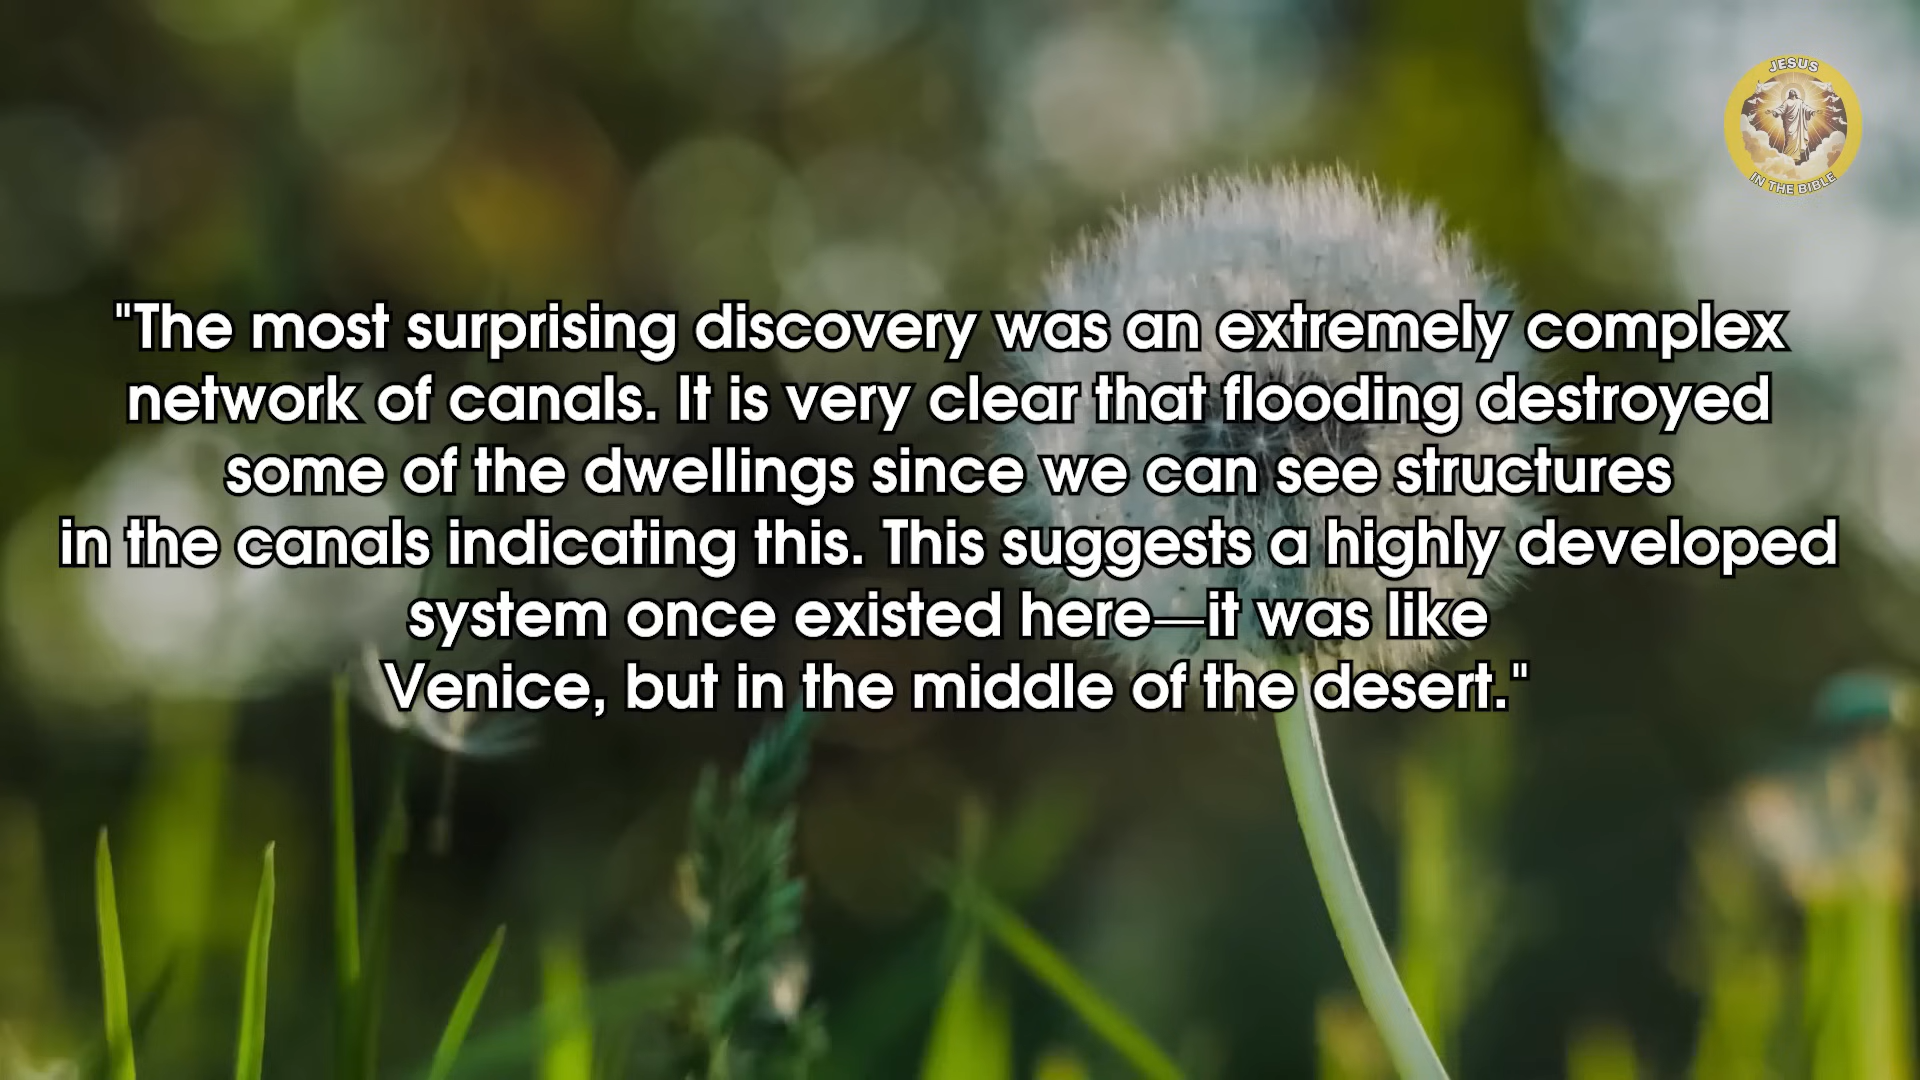 JESUS
IN THE BIBLE
"The most surprising discovery was an extremely complex
network of canals. It is very clear that flooding destroyed
some of the dwellings since we can see structures
in the canals indicating this. This suggests a highly developed
system once existed here—it was like
Venice, but in the middle of the desert."